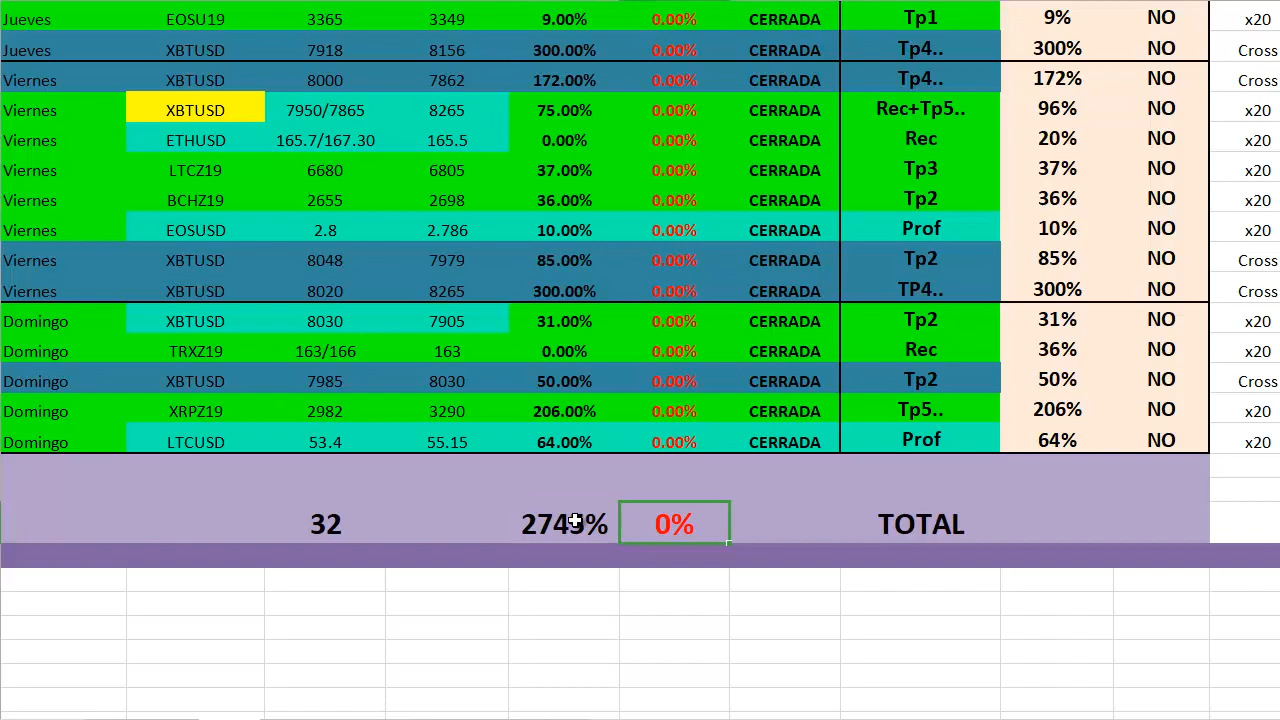 Jueves EOSU19 3365 3349 9.00% 0.00% CERRADA Tp1 9% NO x20
Jueves XBTUSD 7918 8156 300.00% 0.00% CERRADA Tp4.. 300% NO Cross
Viernes XBTUSD 8000 7862 172.00% 0.00% CERRADA Tp4.. 172% NO Cross
Viernes XBTUSD 7950/7865 8265 75.00% 0.00% CERRADA Rec+Tp5.. 96% NO x20
Viernes ETHUSD 165.7/167.30 165.5 0.00% 0.00% CERRADA Rec 20% NO x20
Viernes LTCZ19 6680 6805 37.00% 0.00% CERRADA Tp3 37% NO x20
Viernes BCHZ19 2655 2698 36.00% 0.00% CERRADA Tp2 36% NO x20
Viernes EOSUSD 2.8 2.786 10.00% 0.00% CERRADA Prof 10% NO x20
Viernes XBTUSD 8048 7979 85.00% 0.00% CERRADA Tp2 85% NO Cross
Viernes XBTUSD 8020 8265 300.00% 0.00% CERRADA TP4.. 300% NO Cross
Domingo XBTUSD 8030 7905 31.00% 0.00% CERRADA Tp2 31% NO x20
Domingo TRXZ19 163/166 163 0.00% 0.00% CERRADA Rec 36% NO x20
Domingo XBTUSD 7985 8030 50.00% 0.00% CERRADA Tp2 50% NO Cross
Domingo XRPZ19 2982 3290 206.00% 0.00% CERRADA Tp5.. 206% NO x20
Domingo LTCUSD 53.4 55.15 64.00% 0.00% CERRADA Prof 64% NO x20
32 0% TOTAL